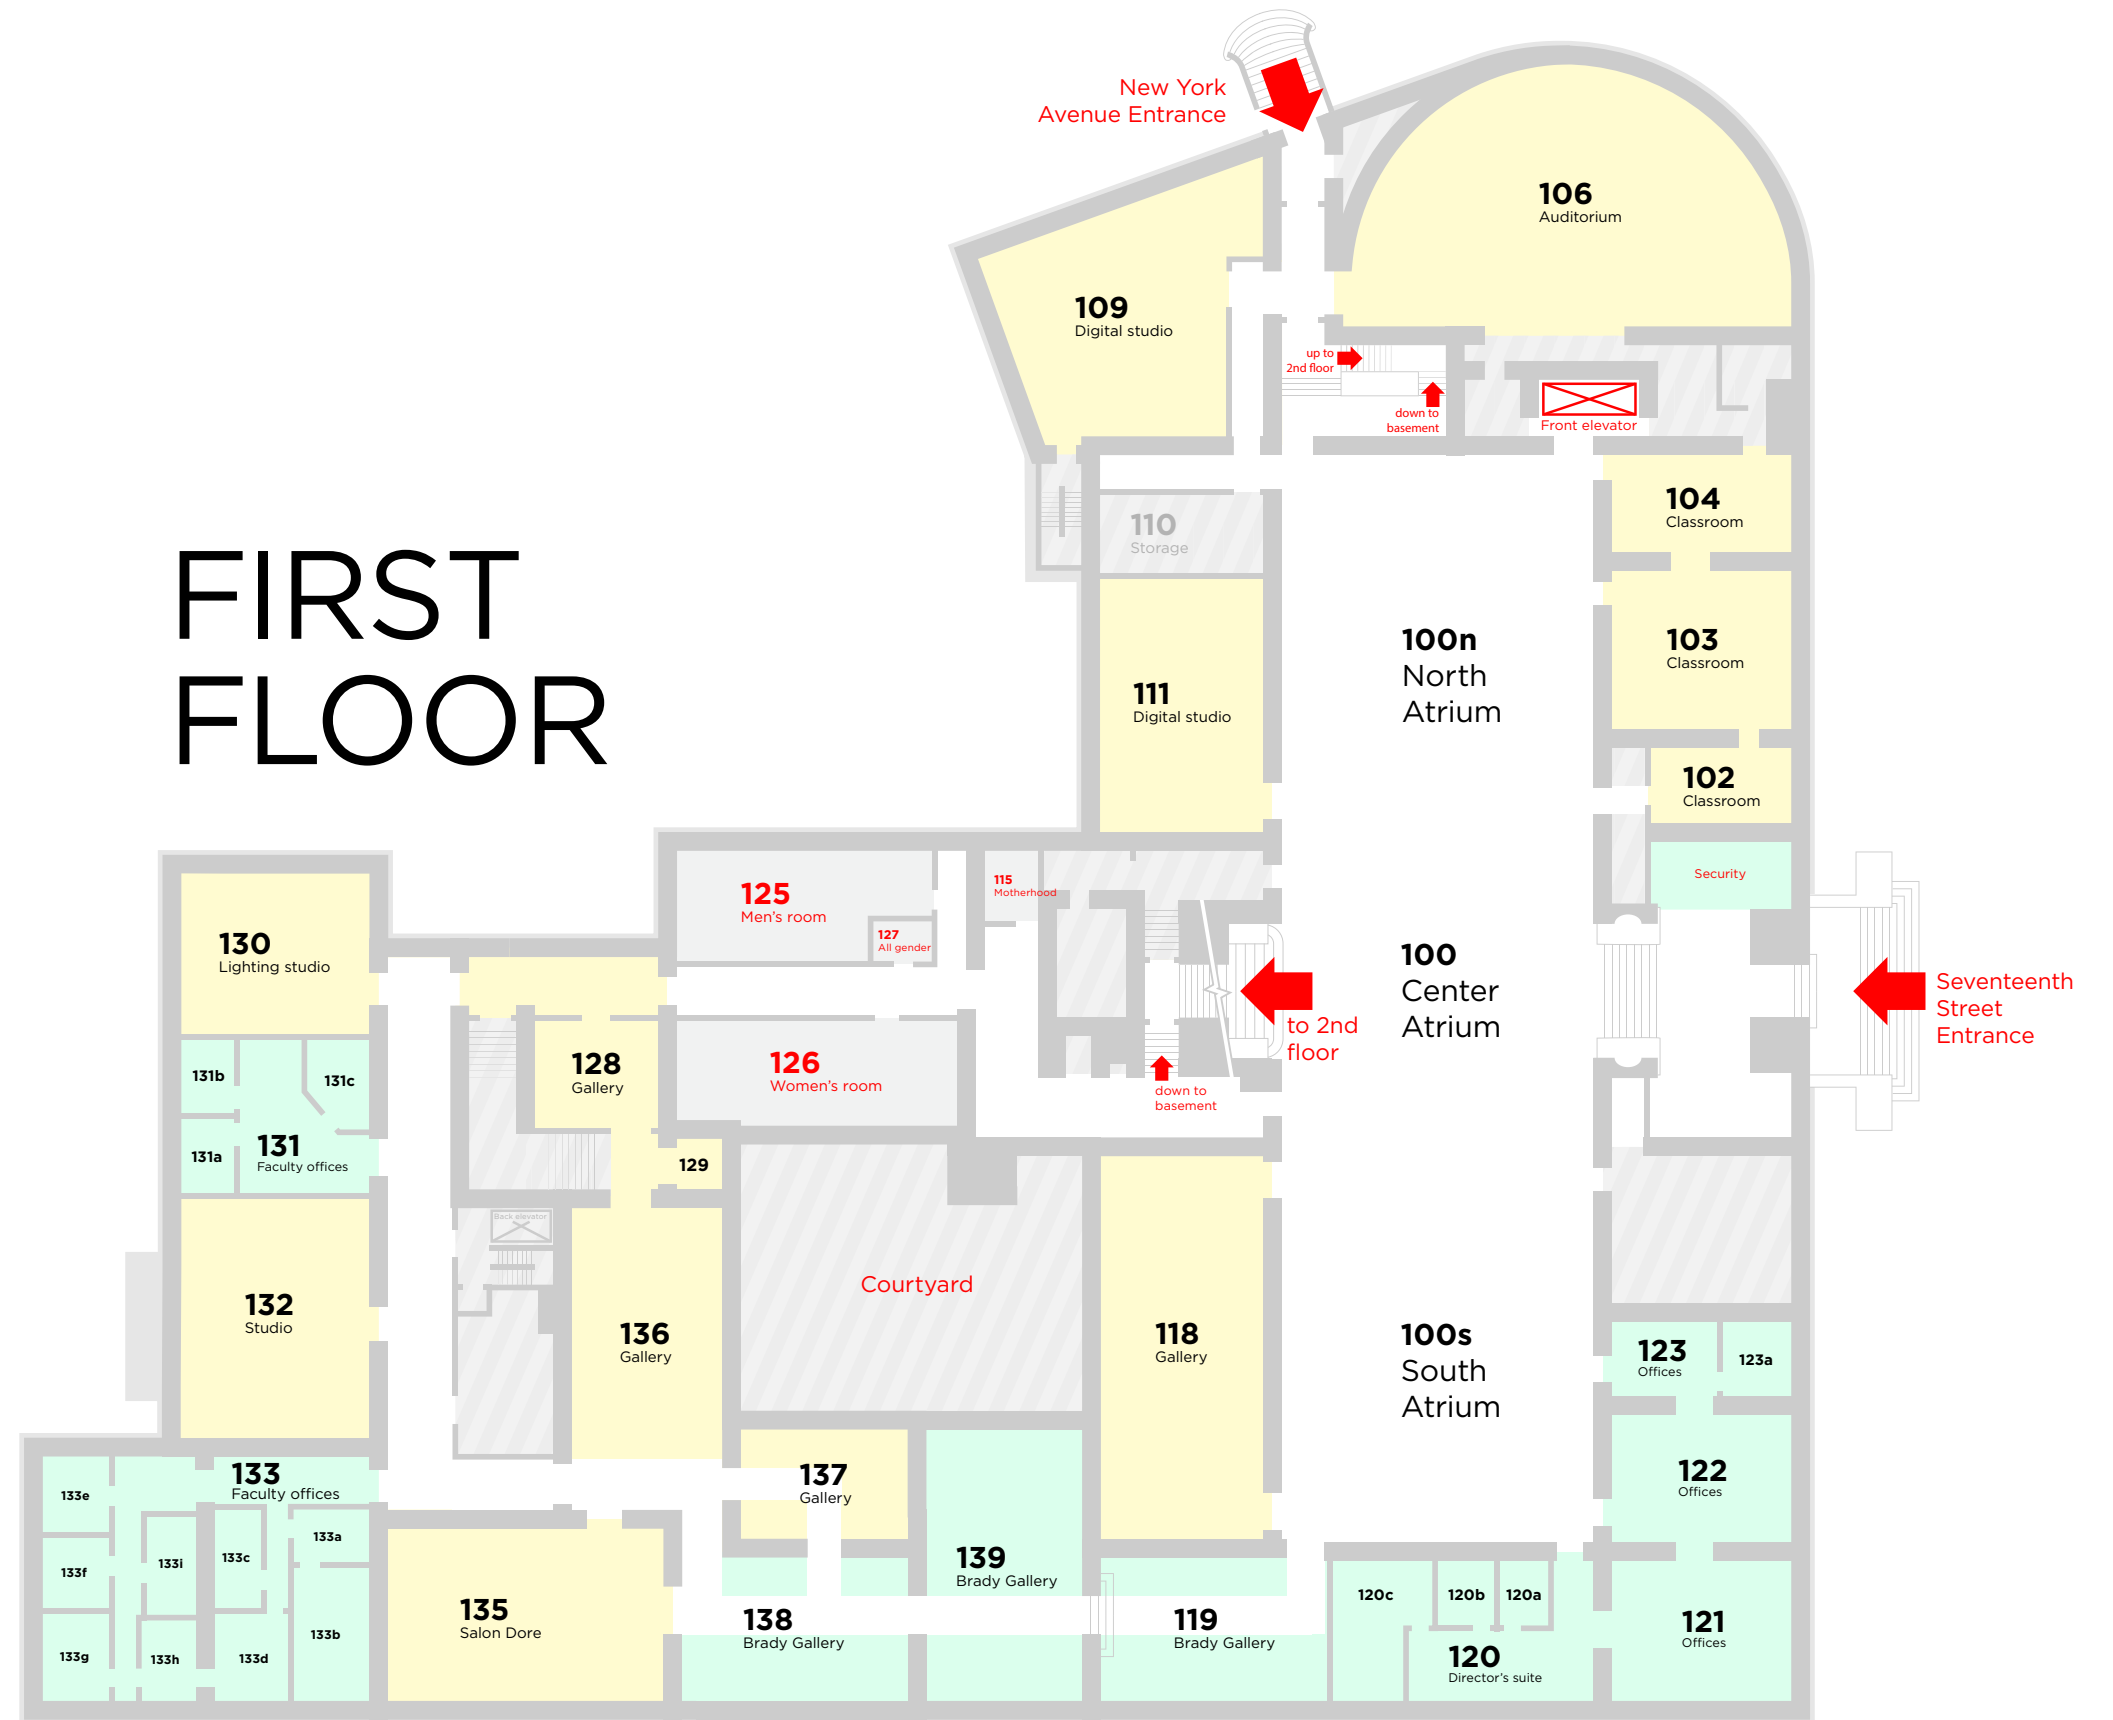 FIRST
FLOOR
New York
Avenue Entrance
106
Auditorium
109
Digital studio
up to
2nd floor
down to
basement
Front elevator
104
Classroom
110
Storage
103
Classroom
100n
North
Atrium
111
Digital studio
102
Classroom
Security
115
Motherhood
125
Men's room
127
All gender
130
Lighting studio
100
Center
Atrium
Seventeenth
Street
Entrance
to 2nd
floor
126
Women's room
128
Gallery
down to
basement
131b
131c
131
Faculty offices
131a
129
Back elevator
Courtyard
132
Studio
136
Gallery
118
Gallery
100s
South
Atrium
123
Offices
123a
133
Faculty offices
137
Gallery
122
Offices
133e
133a
133c
133i
133f
139
Brady Gallery
120c
120b
120a
135
Salon Dore
138
Brady Gallery
119
Brady Gallery
121
Offices
133b
133g
133h
133d
120
Director's suite